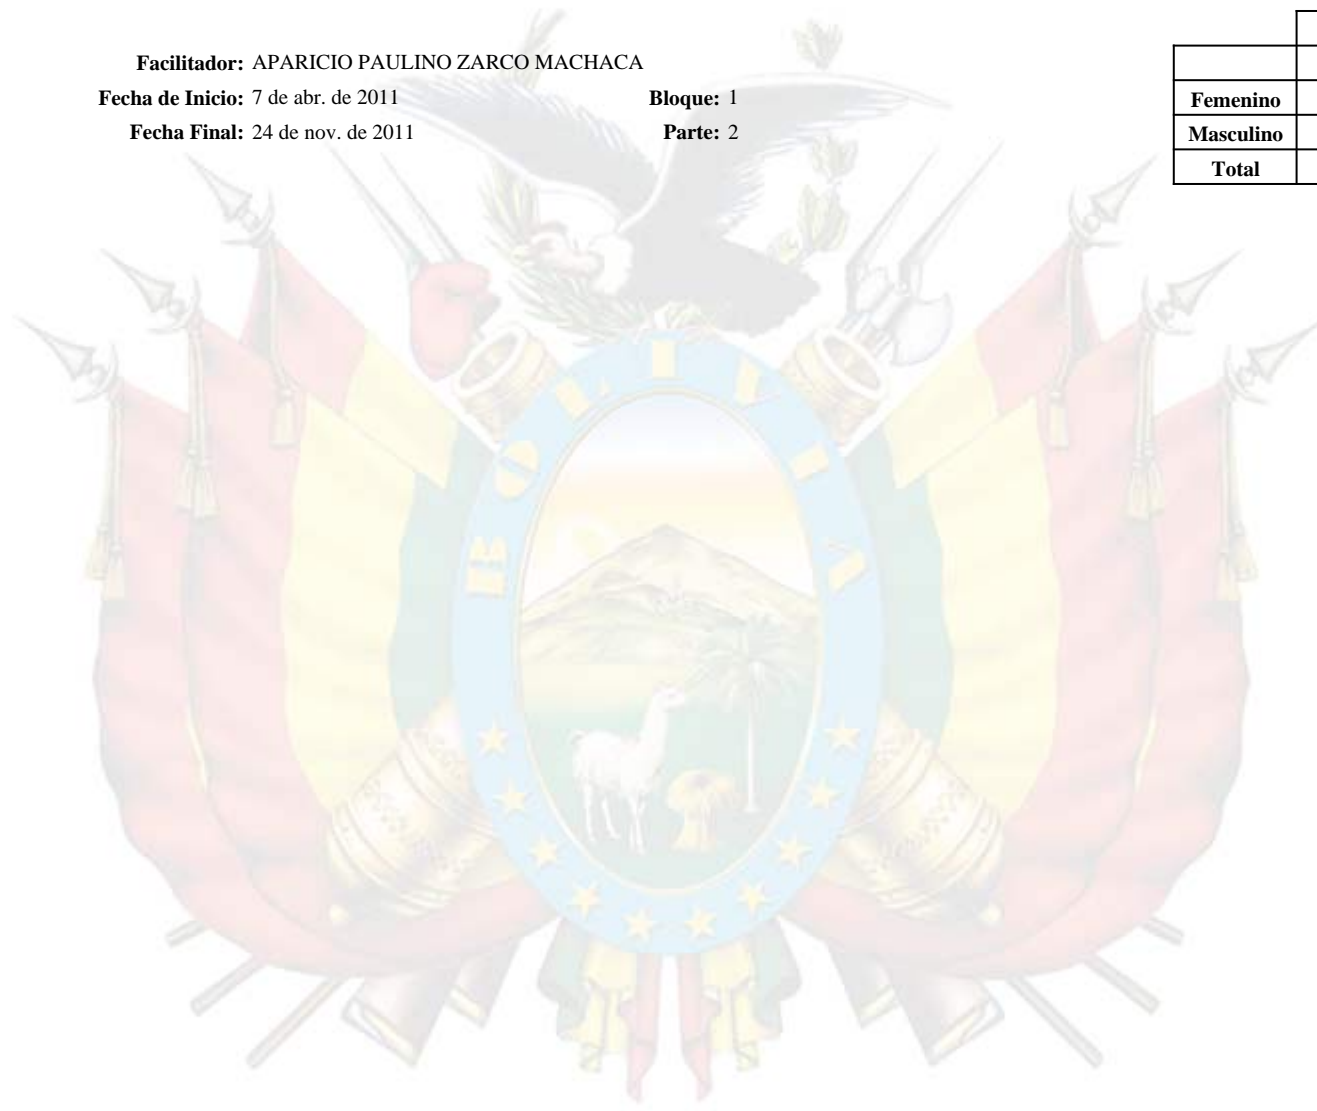 Facilitador: APARICIO PAULINO ZARCO MACHACA
Fecha de Inicio: 7 de abr. de 2011 Bloque: 1
Fecha Final: 24 de nov. de 2011 Parte: 2
Femenino
Masculino
Total
BOLIVIA